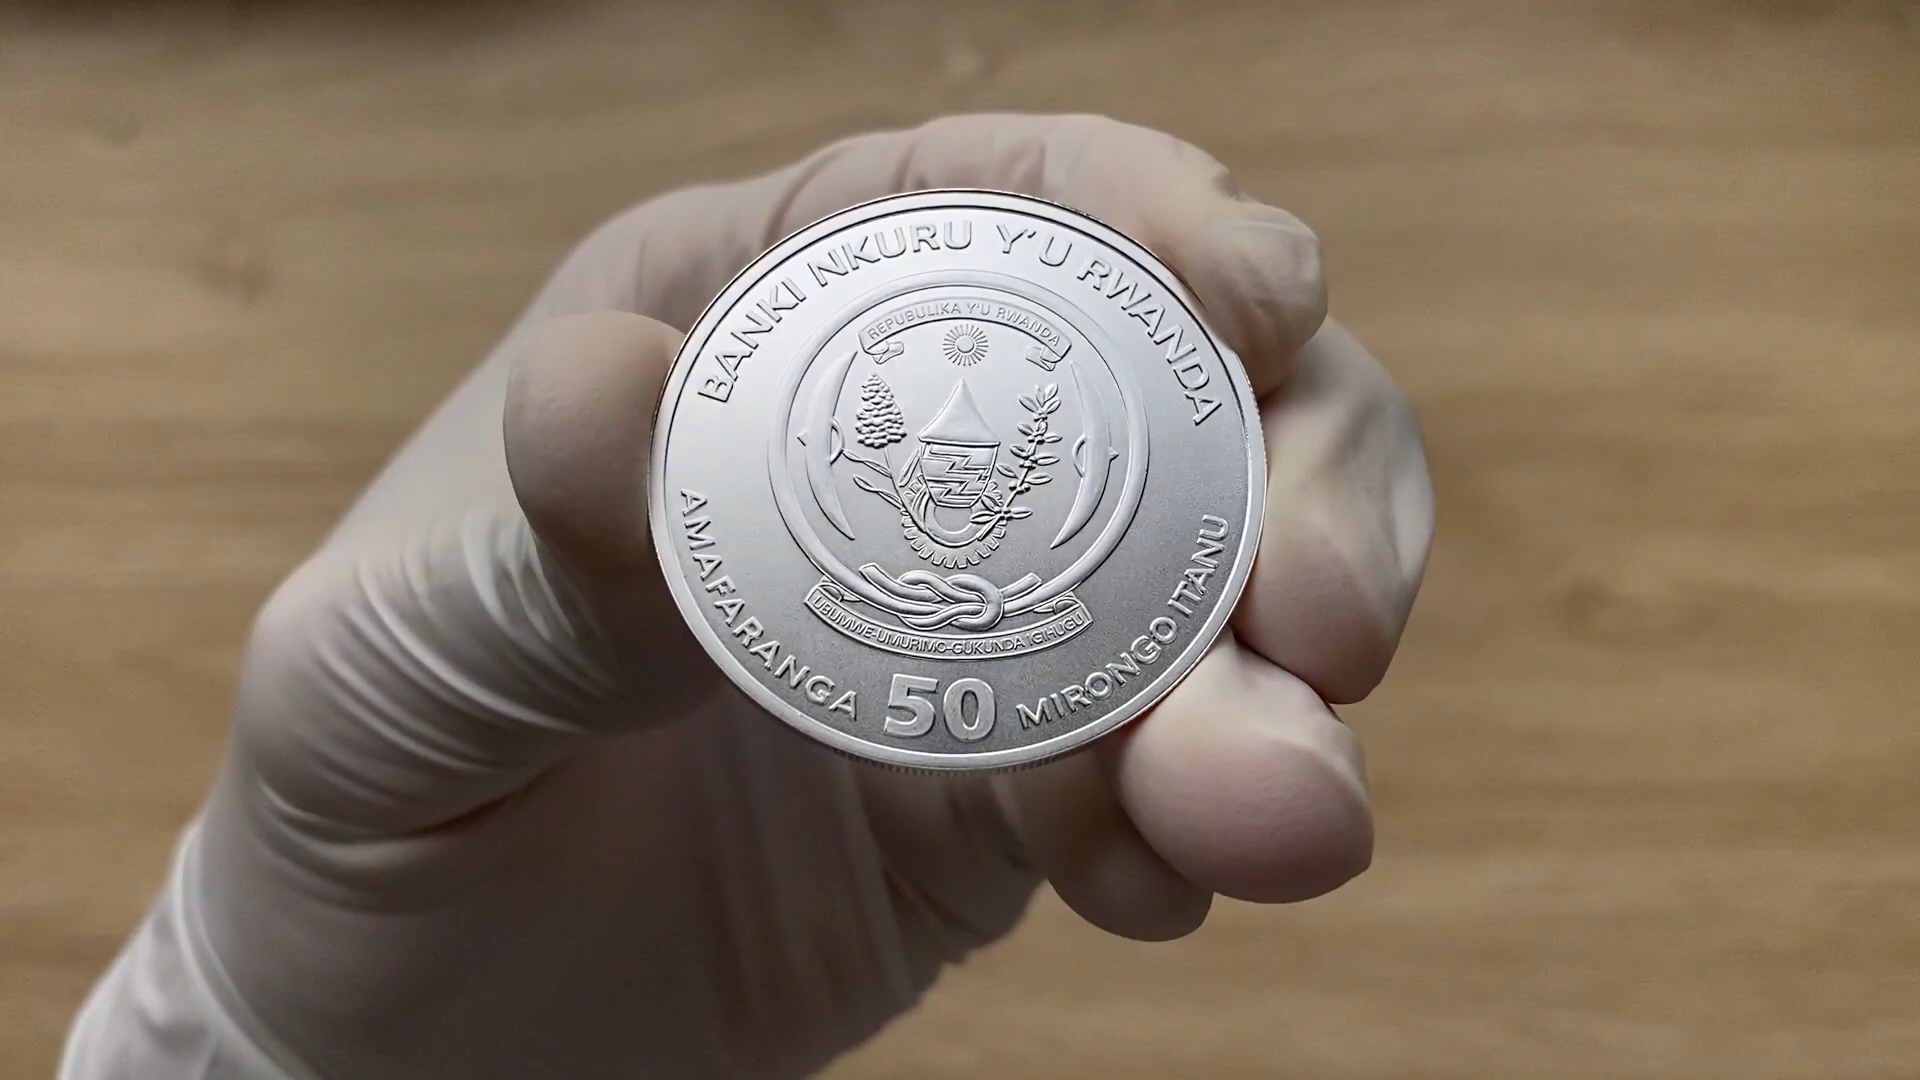 BANKI NKURU Y'U RWANDA
REPUBULIKA Y'U RWANDA
UBUMWE-UMURIMO-GUKUNDA IGIHUGU
AMAFARANGA 50 MIRONGO ITANU